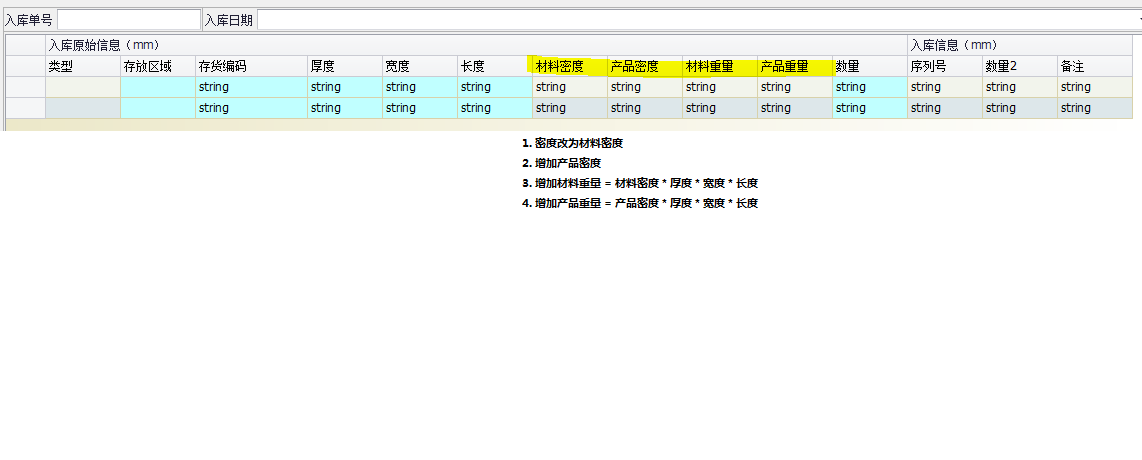 入库单号 入库日期
入库原始信息（mm） 入库信息（mm）
类型 存放区域 存货编码 厚度 宽度 长度 材料密度 产品密度 材料重量 产品重量 数量 序列号 数量2 备注
string string string string string string string string string string string string
string string string string string string string string string string string string
1. 密度改为材料密度
2. 增加产品密度
3. 增加材料重量 = 材料密度 * 厚度 * 宽度 * 长度
4. 增加产品重量 = 产品密度 * 厚度 * 宽度 * 长度